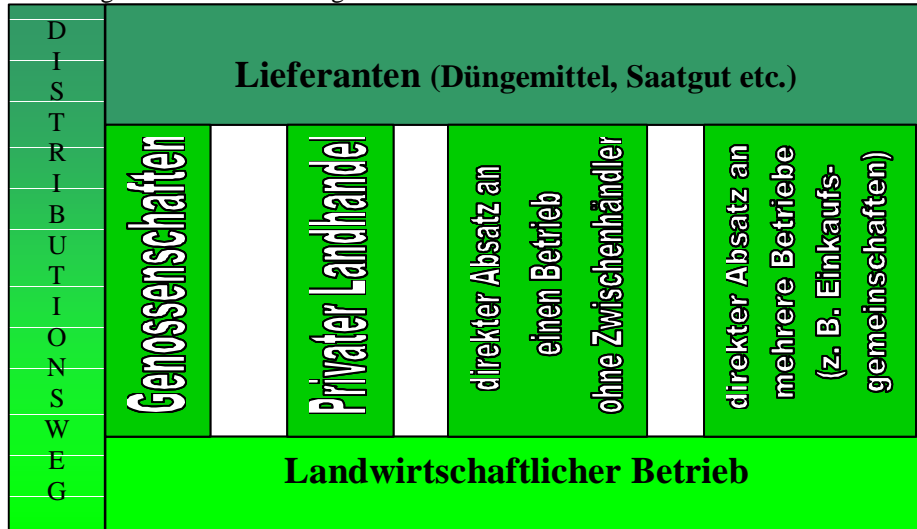 DISTRIBUTIONSWEG
Lieferanten (Düngemittel, Saatgut etc.)
Genossenschaften
Privater Landhandel
direkter Absatz an
einen Betrieb
ohne Zwischenhändler
direkter Absatz an
mehrere Betriebe
(z. B. Einkaufs-
gemeinschaften)
Landwirtschaftlicher Betrieb